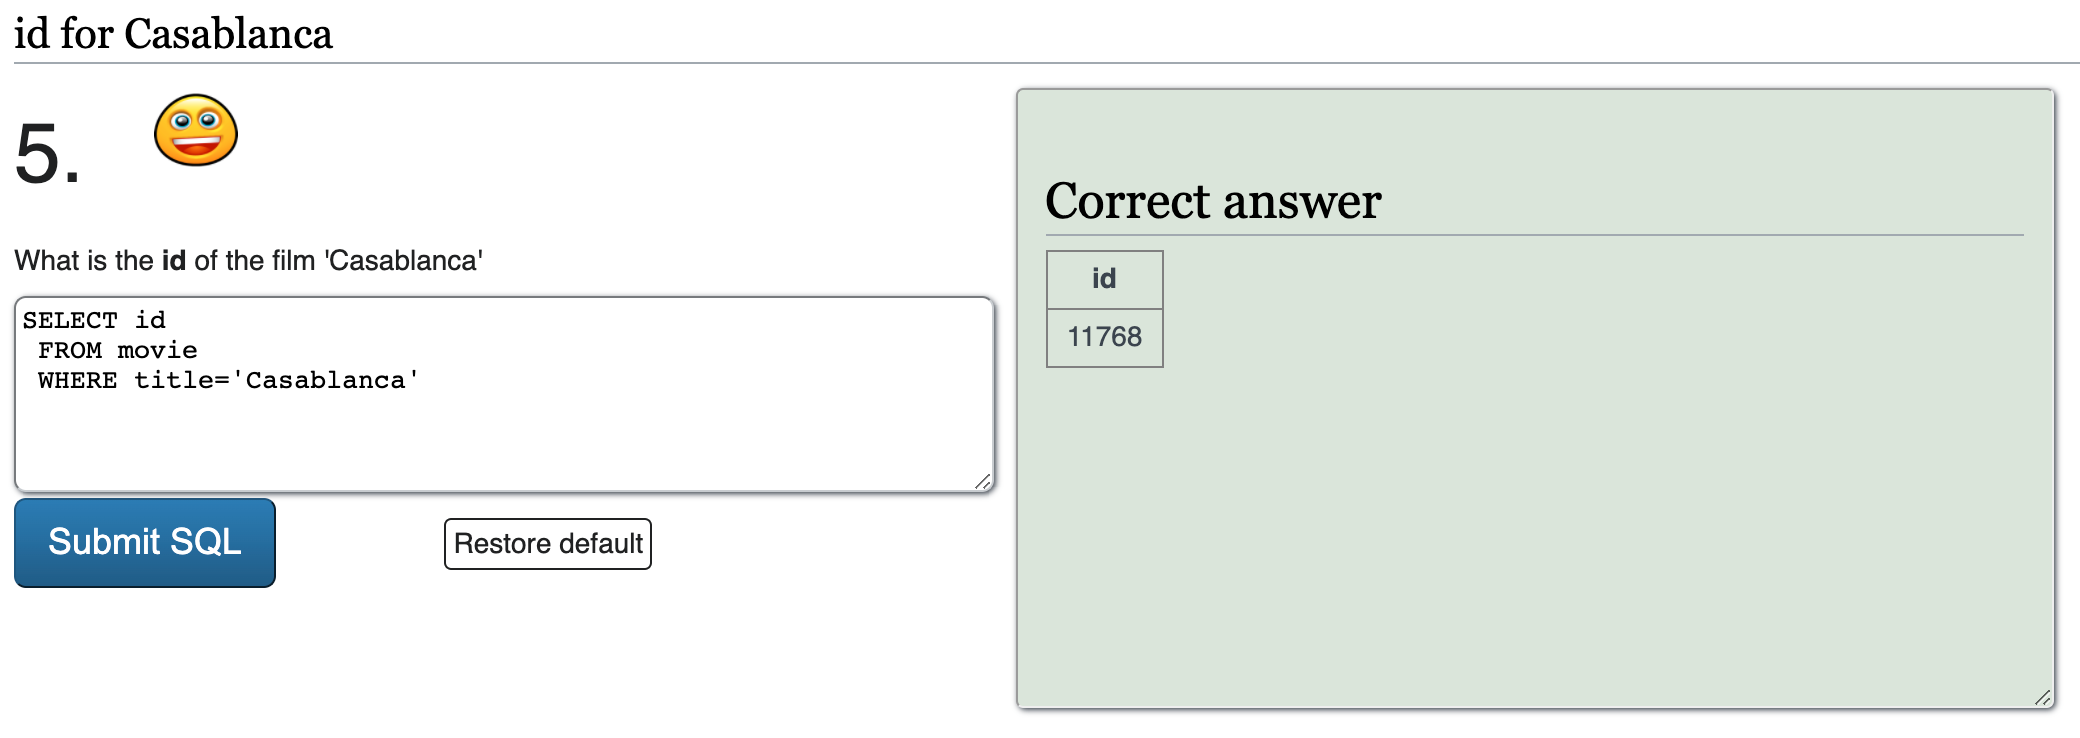 id for Casablanca
5.
What is the id of the film 'Casablanca'
SELECT id
FROM movie
WHERE title='Casablanca'
Submit SQL
Restore default
Correct answer
id
11768